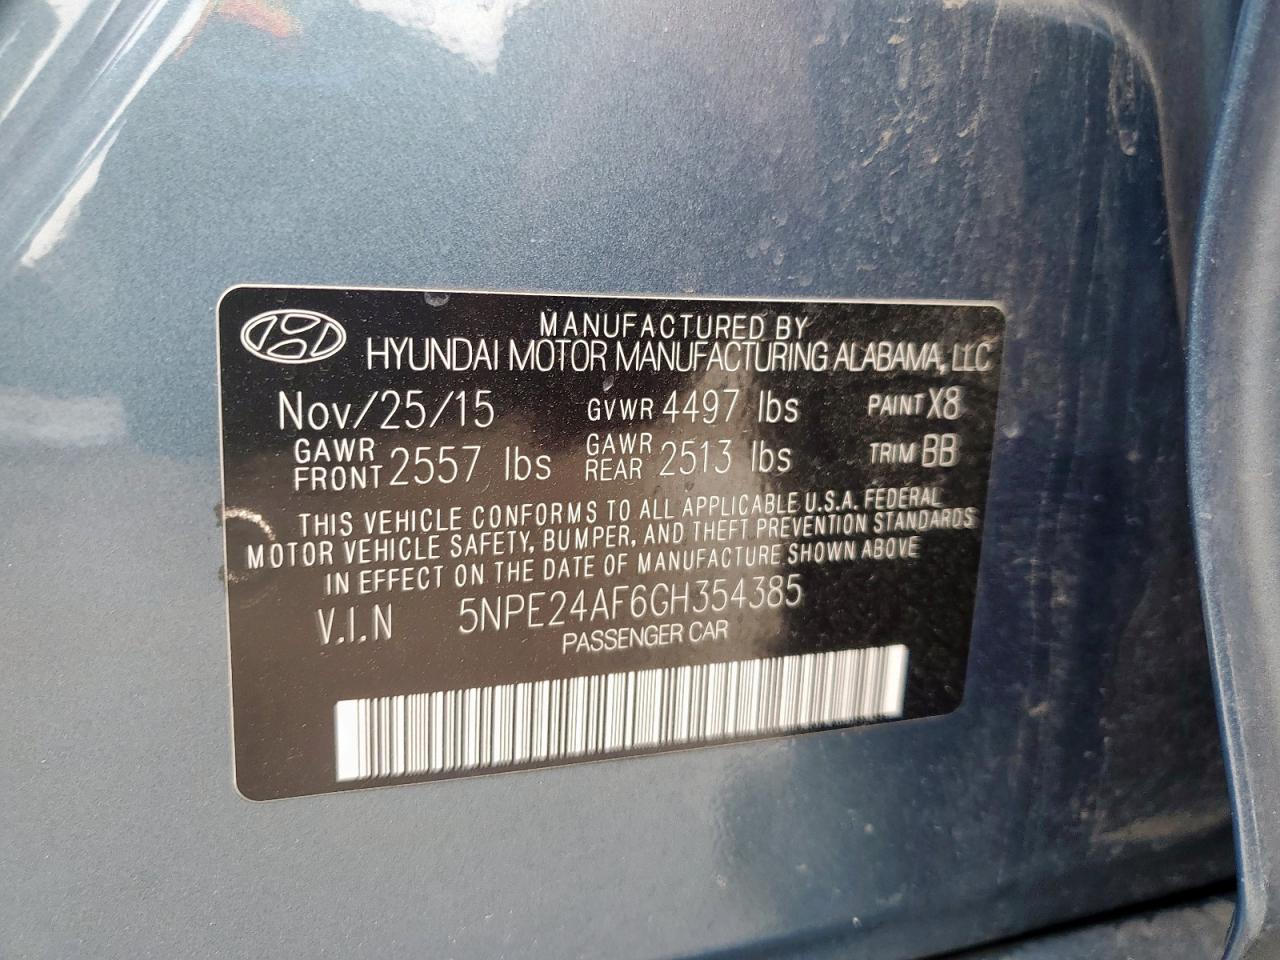 MANUFACTURED BY
HYUNDAI MOTOR MANUFACTURING ALABAMA, LLC
Nov/25/15 GVWR 4497 lbs PAINT X8
GAWR FRONT 2557 lbs GAWR REAR 2513 lbs TRIM BB
THIS VEHICLE CONFORMS TO ALL APPLICABLE U.S.A. FEDERAL
MOTOR VEHICLE SAFETY, BUMPER, AND THEFT PREVENTION STANDARDS
IN EFFECT ON THE DATE OF MANUFACTURE SHOWN ABOVE
V.I.N 5NPE24AF6GH354385
PASSENGER CAR